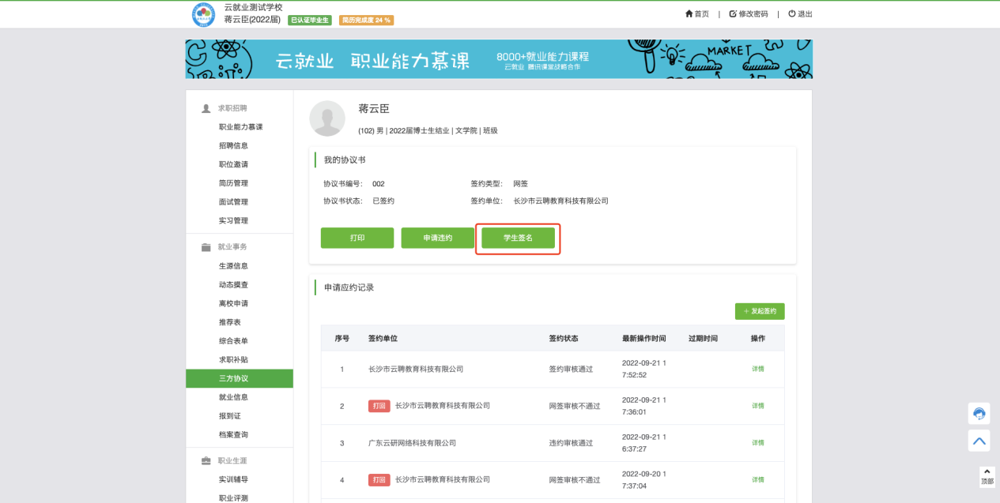 云就业测试学校
蒋云臣(2022届) 已认证毕业生 简历完成度 24 %
首页 | 修改密码 | 退出
云就业 职业能力慕课
8000+就业能力课程
云就业 腾讯课堂战略合作
MARKET
求职招聘
职业能力慕课
招聘信息
职位邀请
简历管理
面试管理
实习管理
就业事务
生源信息
动态摸查
离校申请
推荐表
综合表单
求职补贴
三方协议
就业信息
报到证
档案查询
职业生涯
实训辅导
职业评测
蒋云臣
(102) 男 | 2022届博士生结业 | 文学院 | 班级
我的协议书
协议书编号： 002 签约类型： 网签
协议书状态： 已签约 签约单位： 长沙市云聘教育科技有限公司
打印 申请违约 学生签名
申请应约记录
+ 发起签约
序号 签约单位 签约状态 最新操作时间 过期时间 操作
1 长沙市云聘教育科技有限公司 签约审核通过 2022-09-21 1
7:52:52 详情
2 打回 长沙市云聘教育科技有限公司 网签审核不通过 2022-09-21 1
7:36:01 详情
3 广东云研网络科技有限公司 违约审核通过 2022-09-21 1
6:37:27 详情
4 打回 长沙市云聘教育科技有限公司 网签审核不通过 2022-09-20 1
7:37:04 详情
顶部